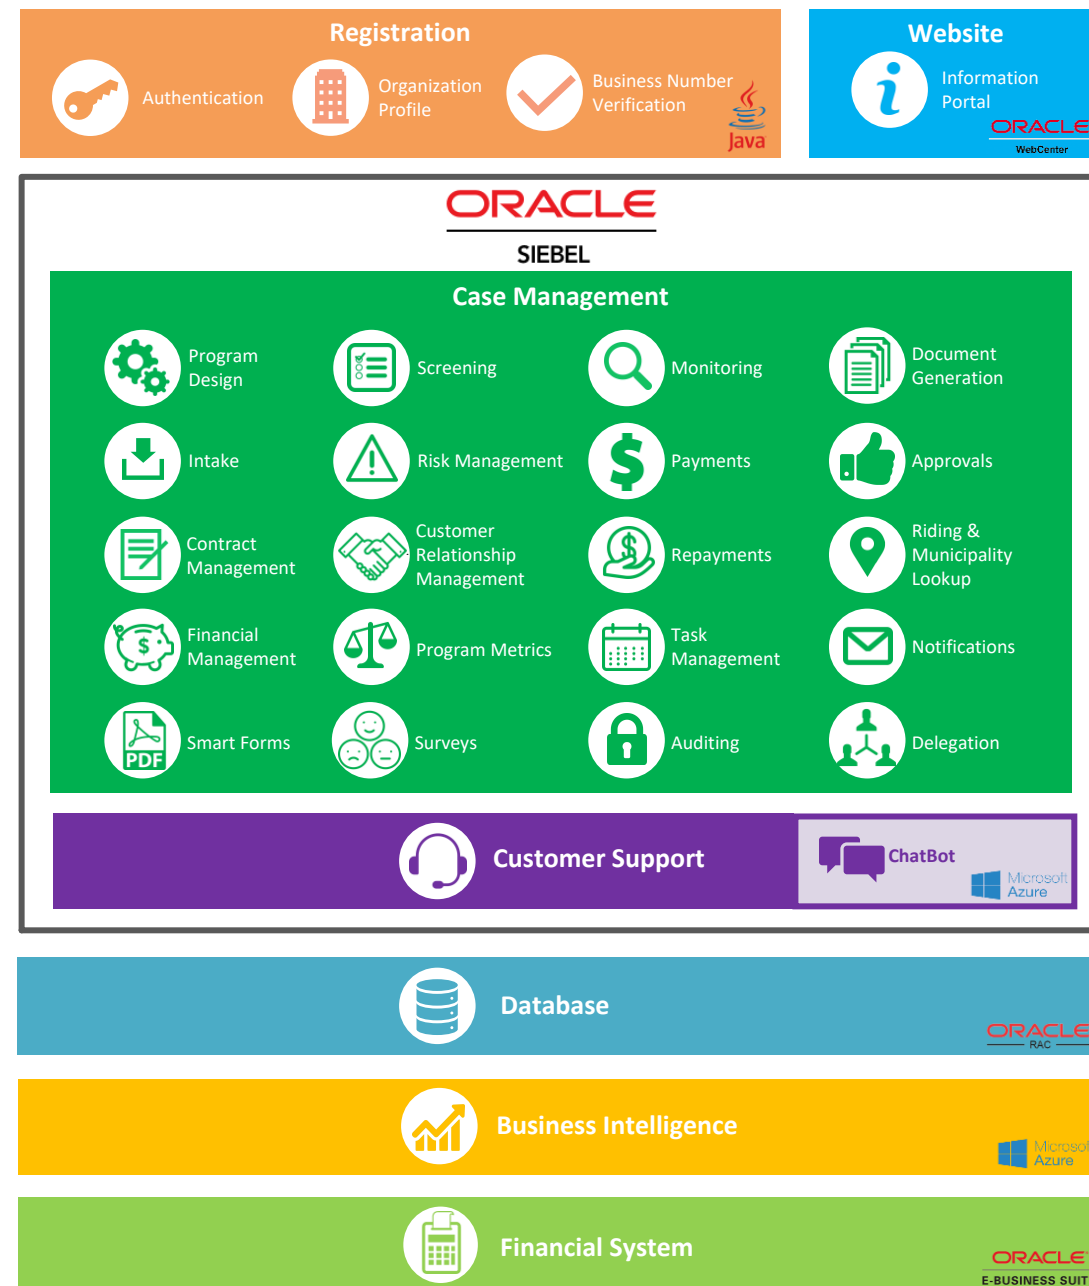 Registration
Authentication
Organization
Profile
Business Number
Verification
Java
Website
Information
Portal
ORACLE
WebCenter
ORACLE
SIEBEL
Case Management
Program
Design
Screening
Monitoring
Document
Generation
Intake
Risk Management
$
Payments
Approvals
Contract
Management
Customer
Relationship
Management
$
Repayments
Riding &
Municipality
Lookup
$
Financial
Management
Program Metrics
Task
Management
Notifications
PDF
Smart Forms
Surveys
Auditing
Delegation
Customer Support
ChatBot
Microsoft
Azure
Database
ORACLE
RAC
Business Intelligence
Microsof
Azure
Financial System
ORACLE
E-BUSINESS SUIT